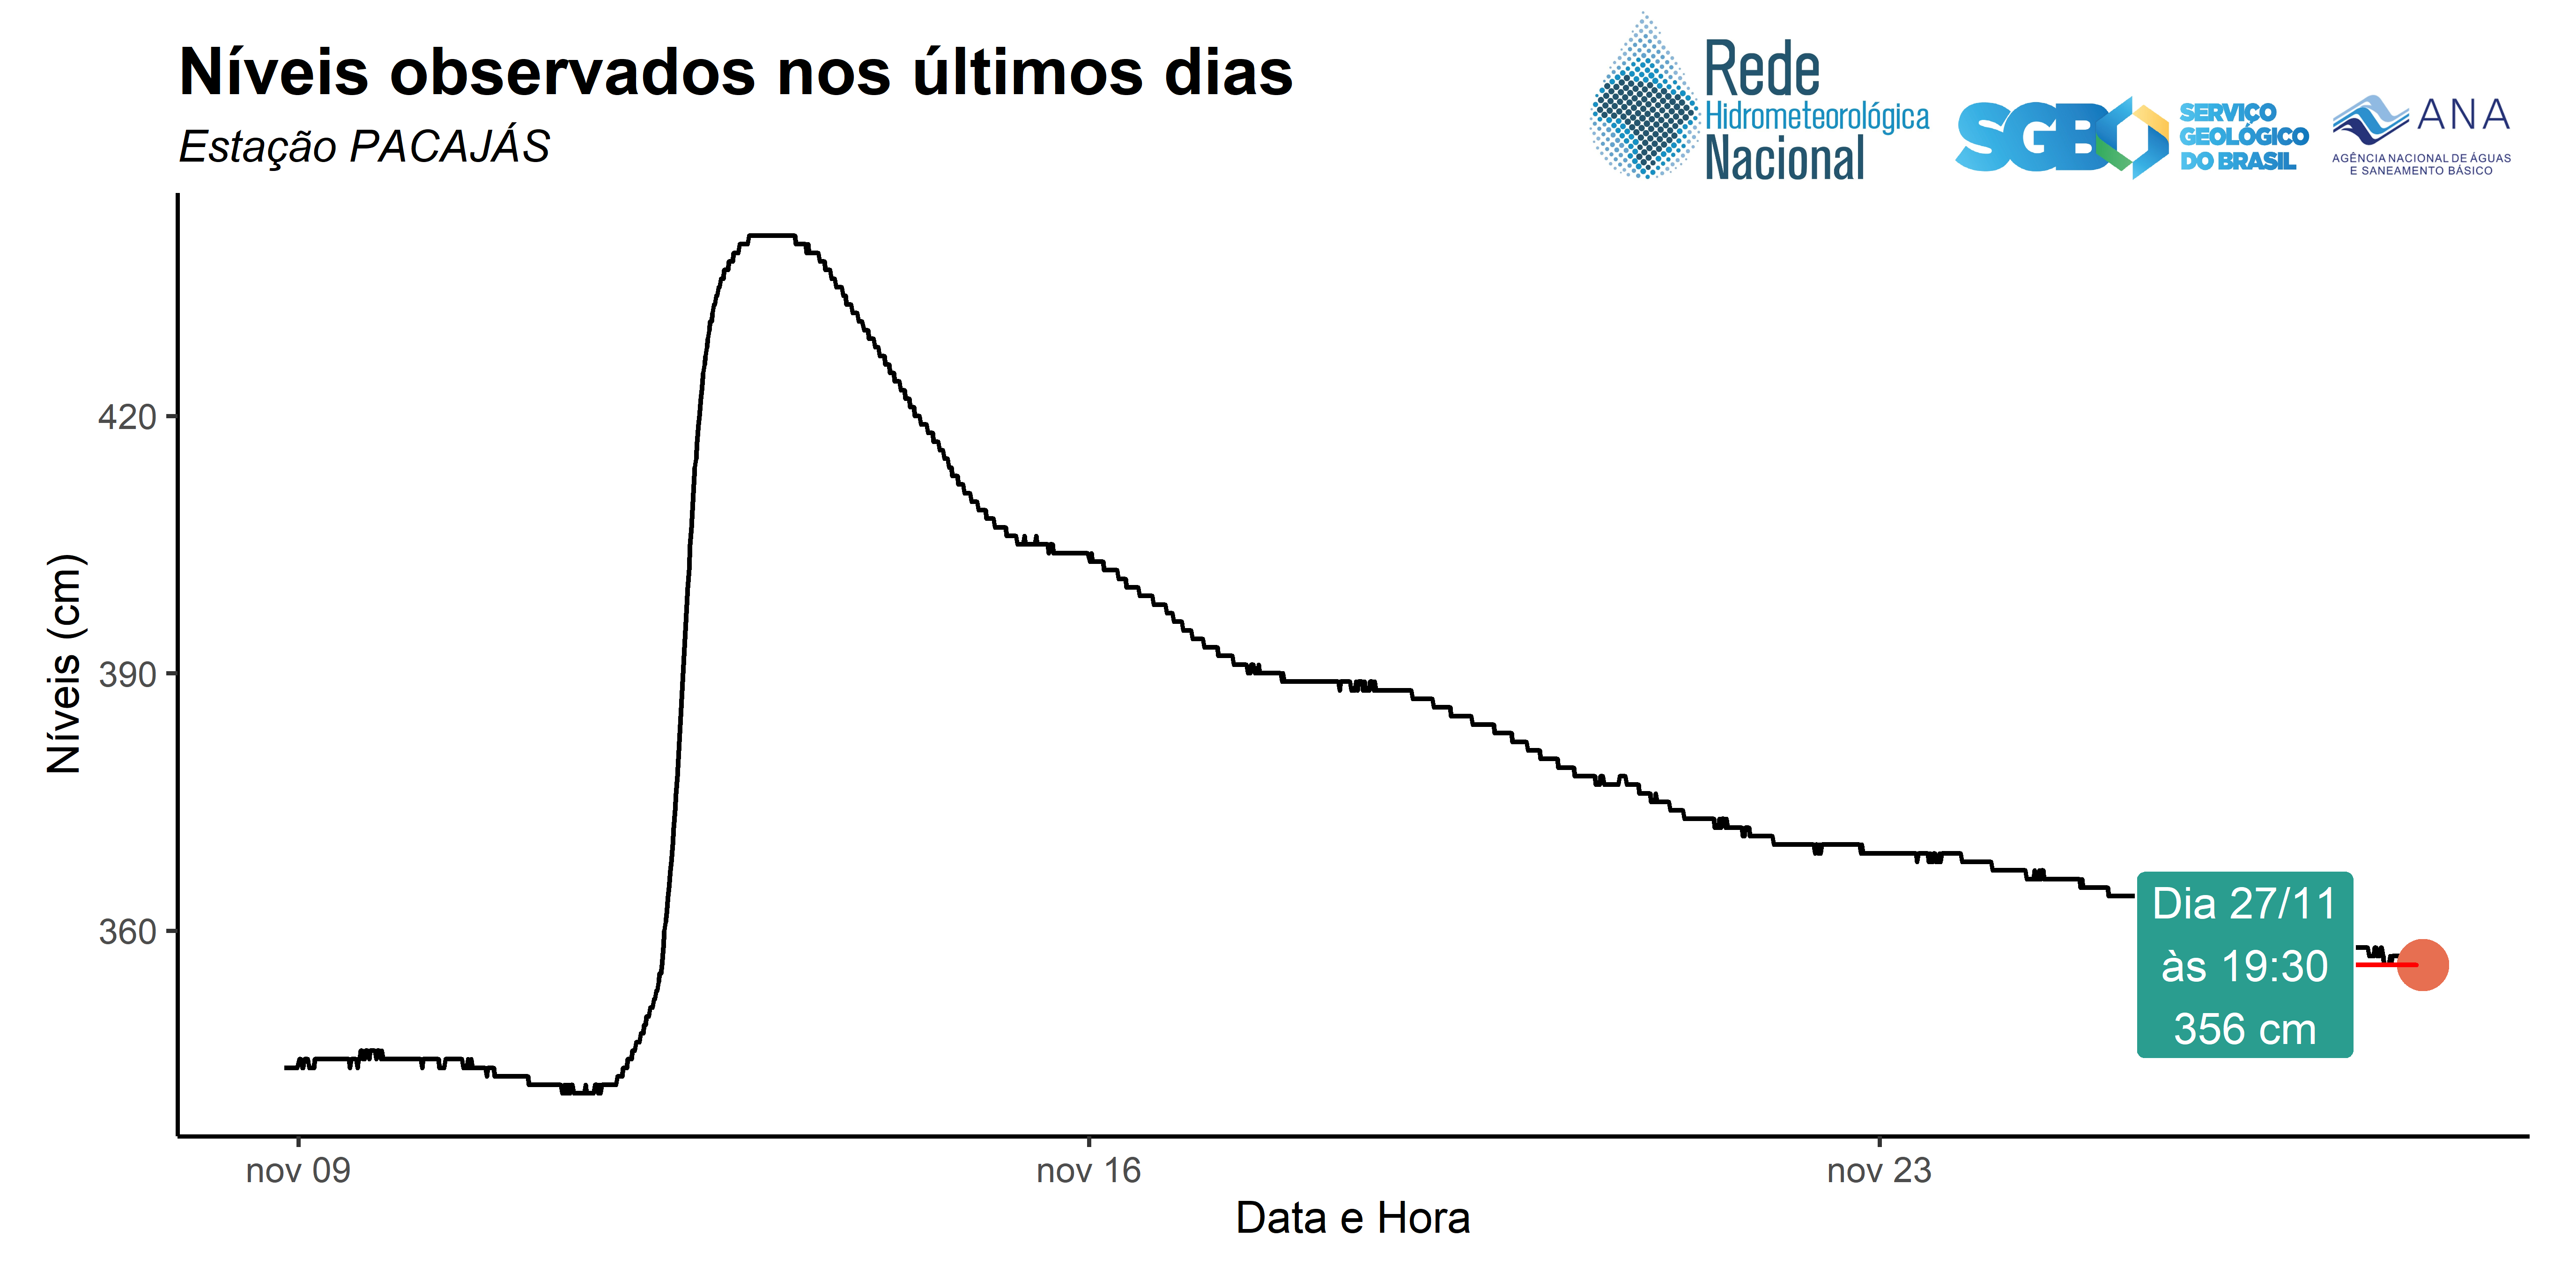 Níveis observados nos últimos dias
Estação PACAJÁS
Rede
Hidrometeorológica
Nacional
SGB
SERVIÇO
GEOLÓGICO
DO BRASIL
ANA
AGÊNCIA NACIONAL DE ÁGUAS
E SANEAMENTO BÁSICO
Níveis (cm)
420
390
360
Dia 27/11
às 19:30
356 cm
nov 09
nov 16
nov 23
Data e Hora